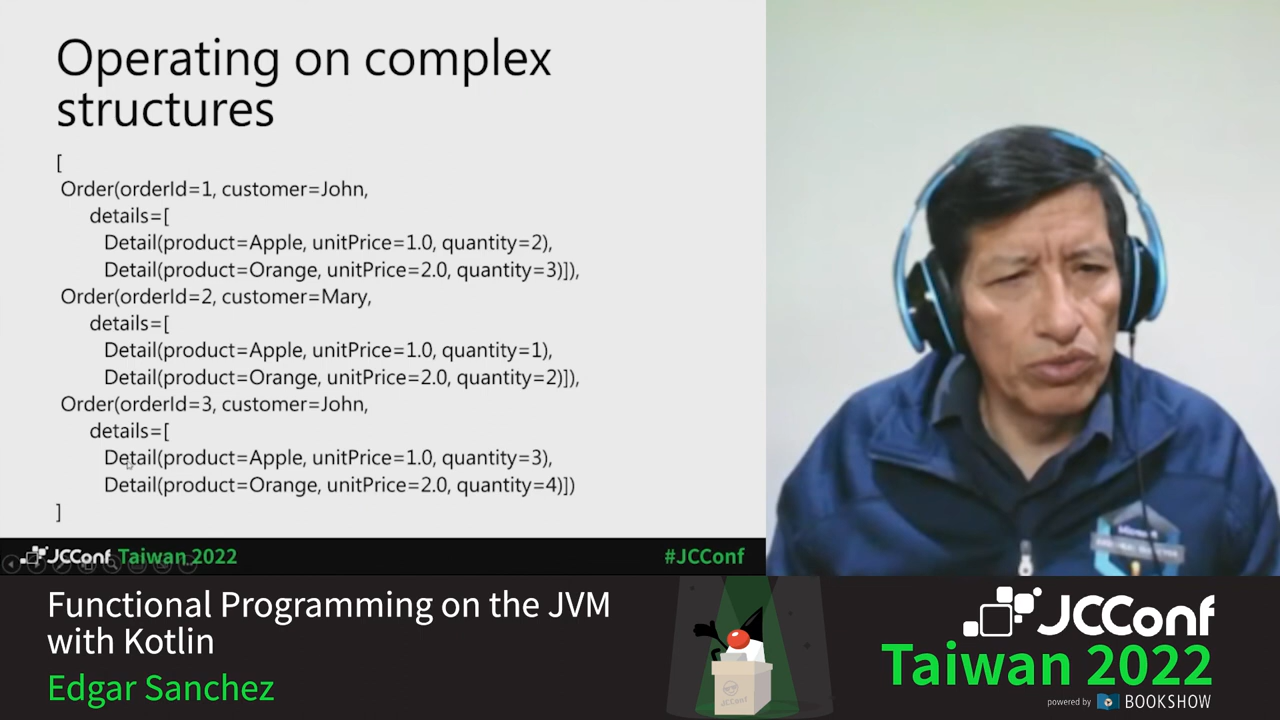 Operating on complex
structures
[
Order(orderId=1, customer=John,
details=[
Detail(product=Apple, unitPrice=1.0, quantity=2),
Detail(product=Orange, unitPrice=2.0, quantity=3)]),
Order(orderId=2, customer=Mary,
details=[
Detail(product=Apple, unitPrice=1.0, quantity=1),
Detail(product=Orange, unitPrice=2.0, quantity=2)]),
Order(orderId=3, customer=John,
details=[
Detail(product=Apple, unitPrice=1.0, quantity=3),
Detail(product=Orange, unitPrice=2.0, quantity=4)])
]
JCConf Taiwan 2022
#JCConf
Microsoft
Functional Programming on the JVM
with Kotlin
Edgar Sanchez
JCConf
JCConf
Taiwan 2022
powered by BOOKSHOW